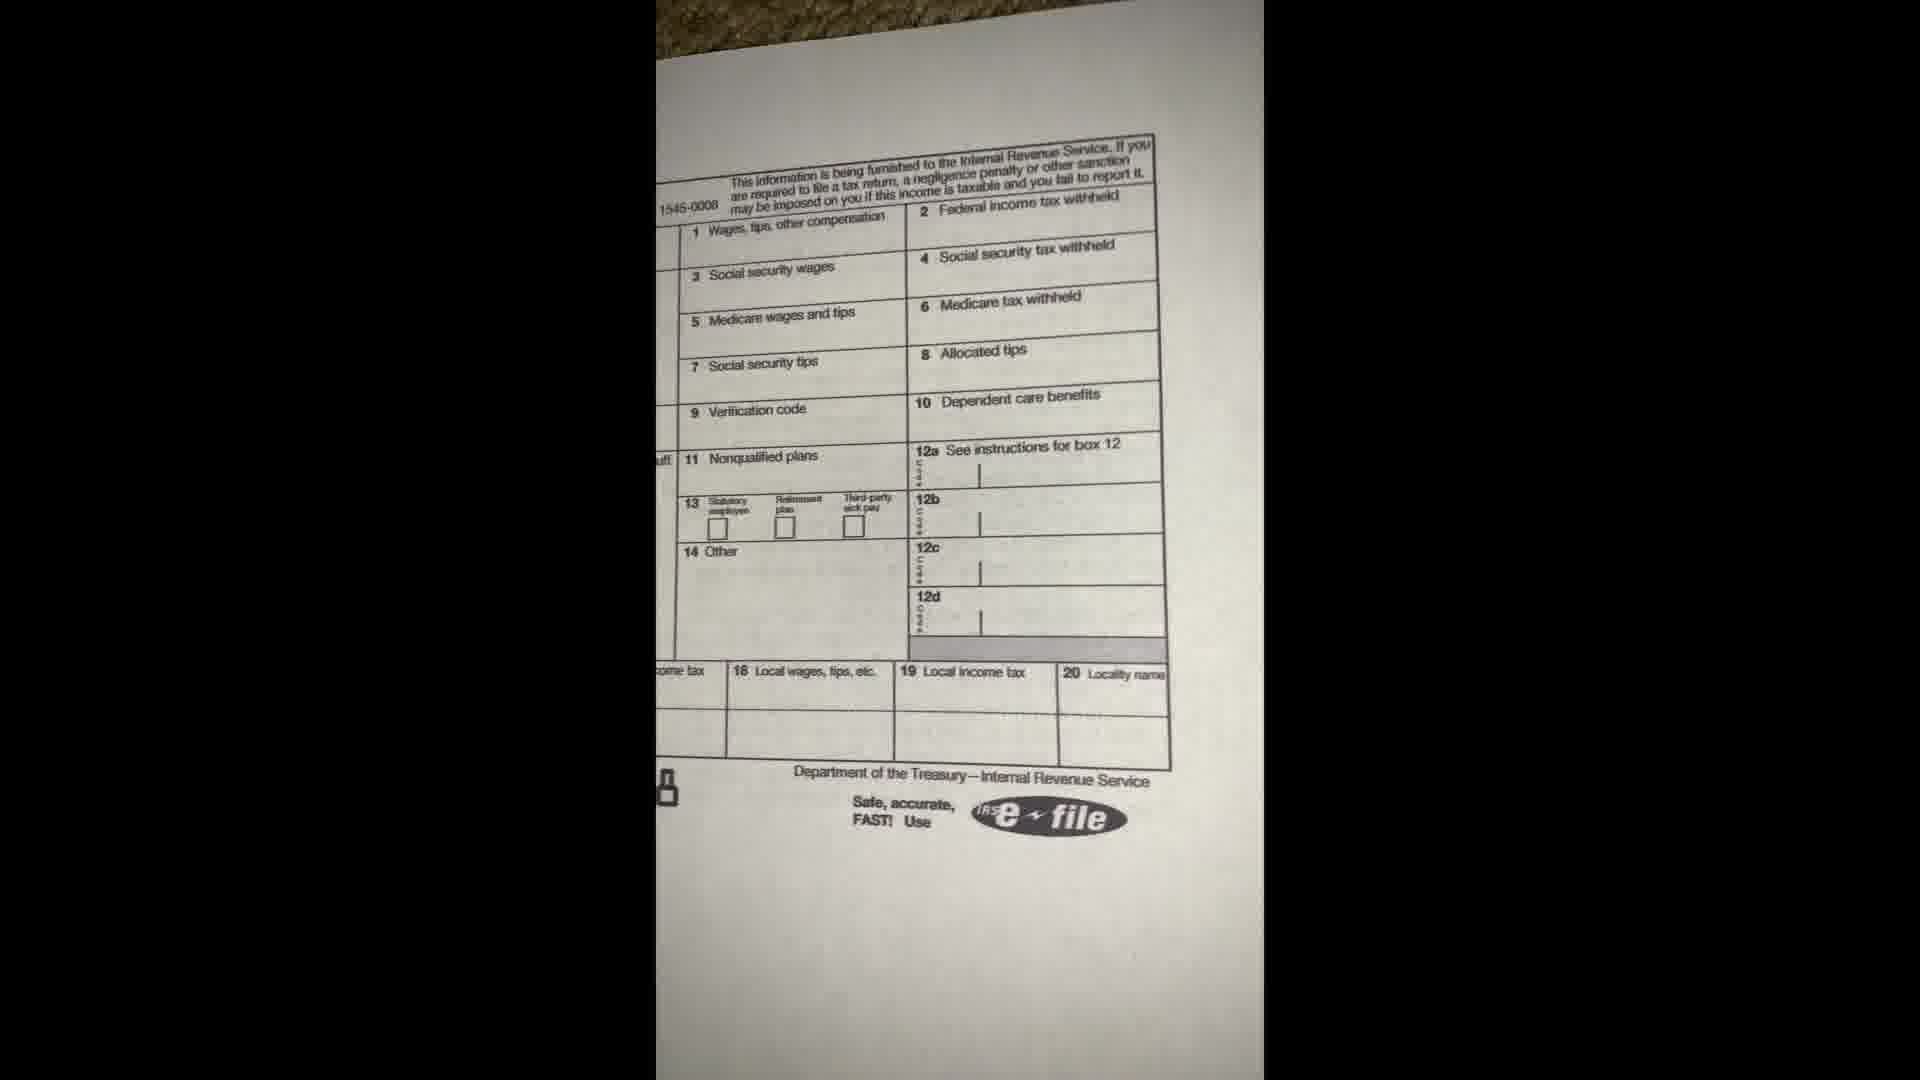 This information is being furnished to the Internal Revenue Service. If you
are required to file a tax return, a negligence penalty or other sanction
1545-0008 may be imposed on you if this income is taxable and you fail to report it.
1 Wages, tips, other compensation 2 Federal income tax withheld
3 Social security wages 4 Social security tax withheld
5 Medicare wages and tips 6 Medicare tax withheld
7 Social security tips 8 Allocated tips
9 Verification code 10 Dependent care benefits
uff. 11 Nonqualified plans 12a See instructions for box 12
13 Statutory employee Retirement plan Third-party sick pay 12b
14 Other 12c
12d
come tax 18 Local wages, tips, etc. 19 Local income tax 20 Locality name
Department of the Treasury—Internal Revenue Service
Safe, accurate,
FAST! Use IRS e~file